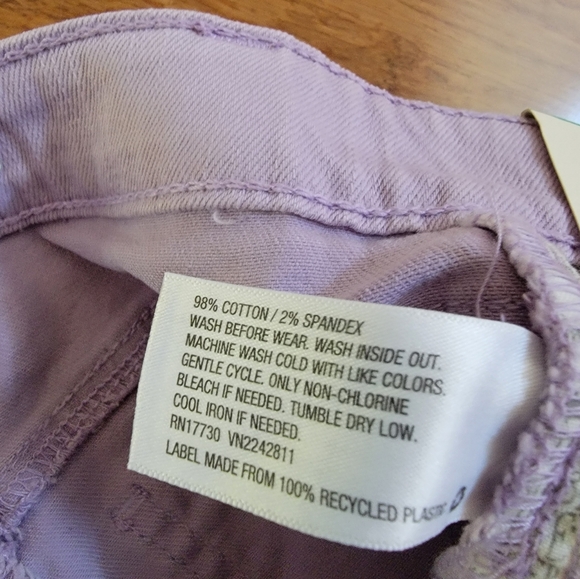 98% COTTON / 2% SPANDEX
WASH BEFORE WEAR. WASH INSIDE OUT.
MACHINE WASH COLD WITH LIKE COLORS.
GENTLE CYCLE. ONLY NON-CHLORINE
BLEACH IF NEEDED. TUMBLE DRY LOW.
COOL IRON IF NEEDED.
RN17730 VN2242811
LABEL MADE FROM 100% RECYCLED PLASTIC